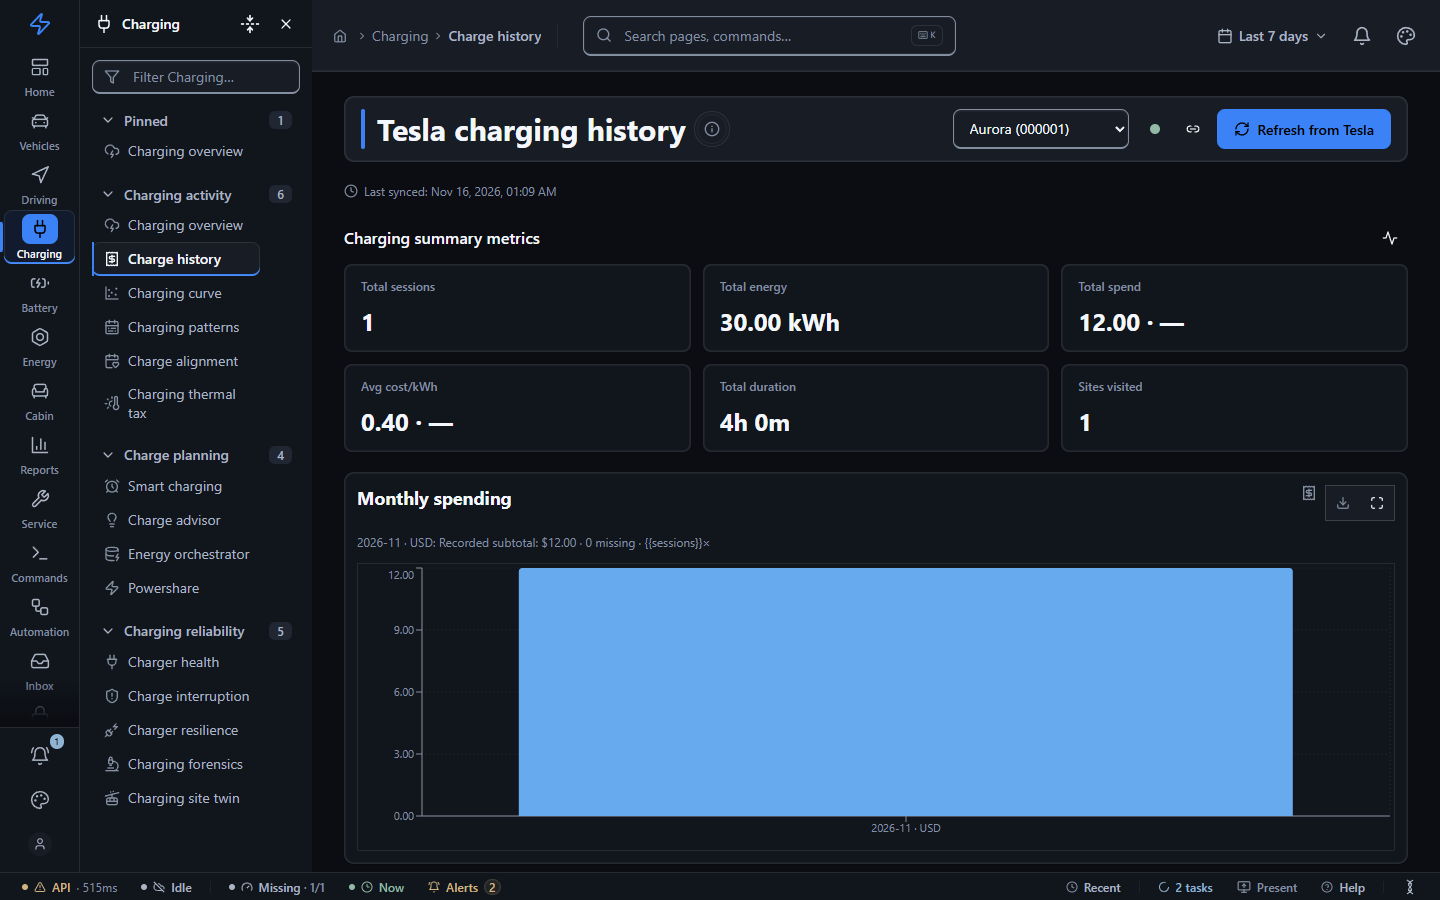 Home
Vehicles
Driving
Charging
Battery
Energy
Cabin
Reports
Service
Commands
Automation
Inbox
1
Charging
Filter Charging...
Pinned 1
Charging overview
Charging activity 6
Charging overview
Charge history
Charging curve
Charging patterns
Charge alignment
Charging thermal
tax
Charge planning 4
Smart charging
Charge advisor
Energy orchestrator
Powershare
Charging reliability 5
Charger health
Charge interruption
Charger resilience
Charging forensics
Charging site twin
Charging › Charge history
Search pages, commands... K
Last 7 days
Tesla charging history
Aurora (000001)
Refresh from Tesla
Last synced: Nov 16, 2026, 01:09 AM
Charging summary metrics
Total sessions
1
Total energy
30.00 kWh
Total spend
12.00 · —
Avg cost/kWh
0.40 · —
Total duration
4h 0m
Sites visited
1
Monthly spending
2026-11 · USD: Recorded subtotal: $12.00 · 0 missing · {{sessions}}×
12.00
9.00
6.00
3.00
0.00
2026-11 · USD
API · 515ms
Idle
Missing · 1/1
Now
Alerts 2
Recent
2 tasks
Present
Help